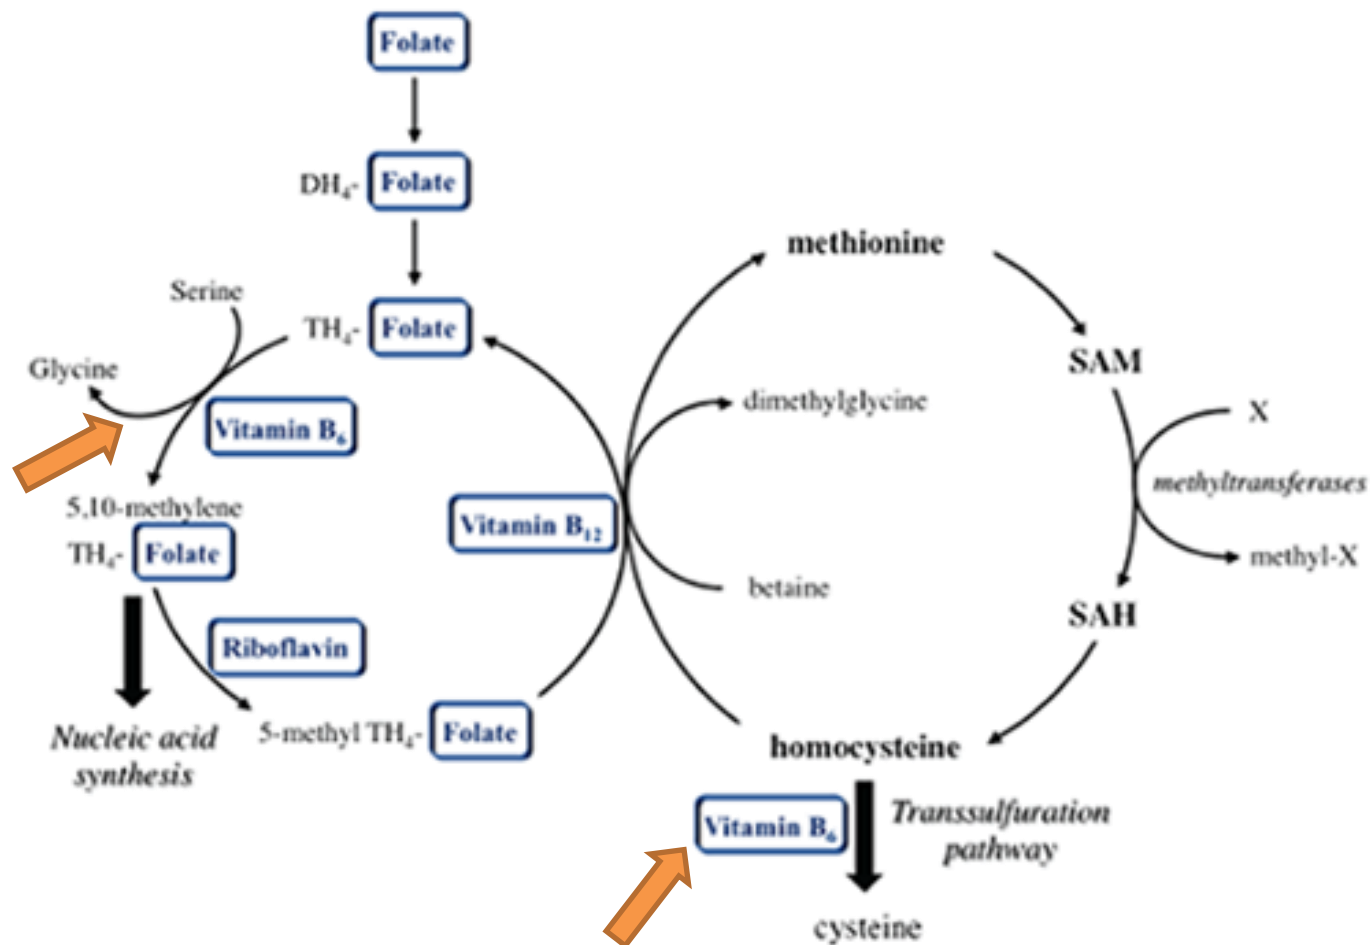 Folate
DH₄- Folate
Serine
TH₄- Folate
Glycine
Vitamin B₆
5,10-methylene
TH₄- Folate
Riboflavin
Nucleic acid
synthesis
5-methyl TH₄- Folate
Vitamin B₁₂
methionine
SAM
dimethylglycine
X
methyltransferases
methyl-X
betaine
SAH
homocysteine
Vitamin B₆
Transsulfuration
pathway
cysteine